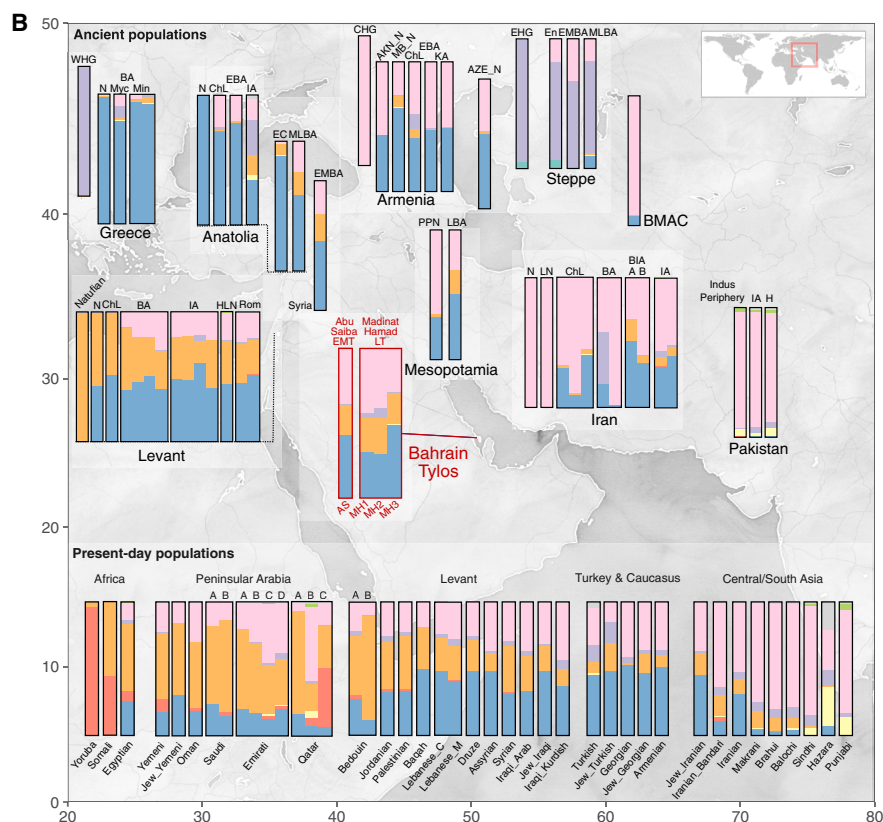 B
50
40
30
20
10
0
20
30
40
50
60
70
80
Ancient populations
WHG
BA
N Myc Min
Greece
EBA
N ChL IA
Anatolia
EC MLBA
EMBA
Syria
CHG
AKN_N
MB_N
ChL
EBA
KA
AZE_N
Armenia
EHG
En EMBA MLBA
Steppe
BMAC
Natufian
N ChL BA IA HLN Rom
Levant
Abu
Saiba
EMT
Madinat
Hamad
LT
AS
MH1
MH2
MH3
Bahrain
Tylos
PPN LBA
Mesopotamia
N LN ChL BA
BIA
A B
IA
Iran
Indus
Periphery IA H
Pakistan
Present-day populations
Africa
Yoruba
Somali
Egyptian
Peninsular Arabia
A B A B C D A B C
Yemeni
Jew_Yemeni
Oman
Saudi
Emirati
Qatar
Levant
A B
Bedouin
Jordanian
Palestinian
Baqah
Lebanese_C
Lebanese_M
Druze
Assyrian
Syrian
Iraqi_Arab
Jew_Iraqi
Iraqi_Kurdish
Turkey & Caucasus
Turkish
Jew_Turkish
Georgian
Jew_Georgian
Armenian
Central/South Asia
Jew_Iranian
Iranian_Bandari
Iranian
Makrani
Brahui
Balochi
Sindhi
Hazara
Punjabi